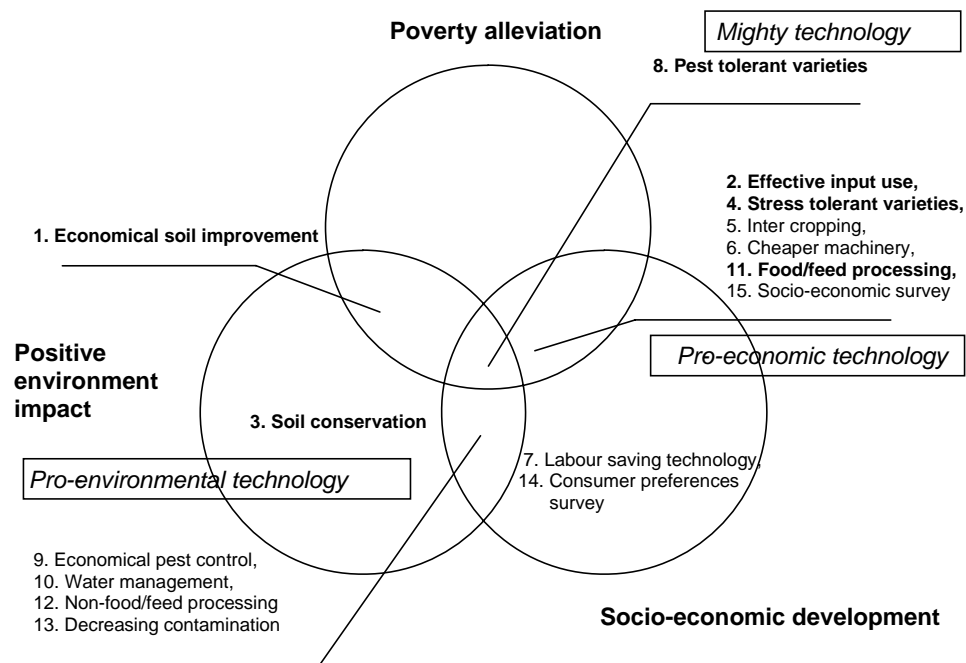 Poverty alleviation
Mighty technology
8. Pest tolerant varieties
2. Effective input use,
4. Stress tolerant varieties,
5. Inter cropping,
6. Cheaper machinery,
11. Food/feed processing,
15. Socio-economic survey
1. Economical soil improvement
Positive
environment
impact
Pro-economic technology
3. Soil conservation
7. Labour saving technology,
14. Consumer preferences
survey
Pro-environmental technology
9. Economical pest control,
10. Water management,
12. Non-food/feed processing
13. Decreasing contamination
Socio-economic development